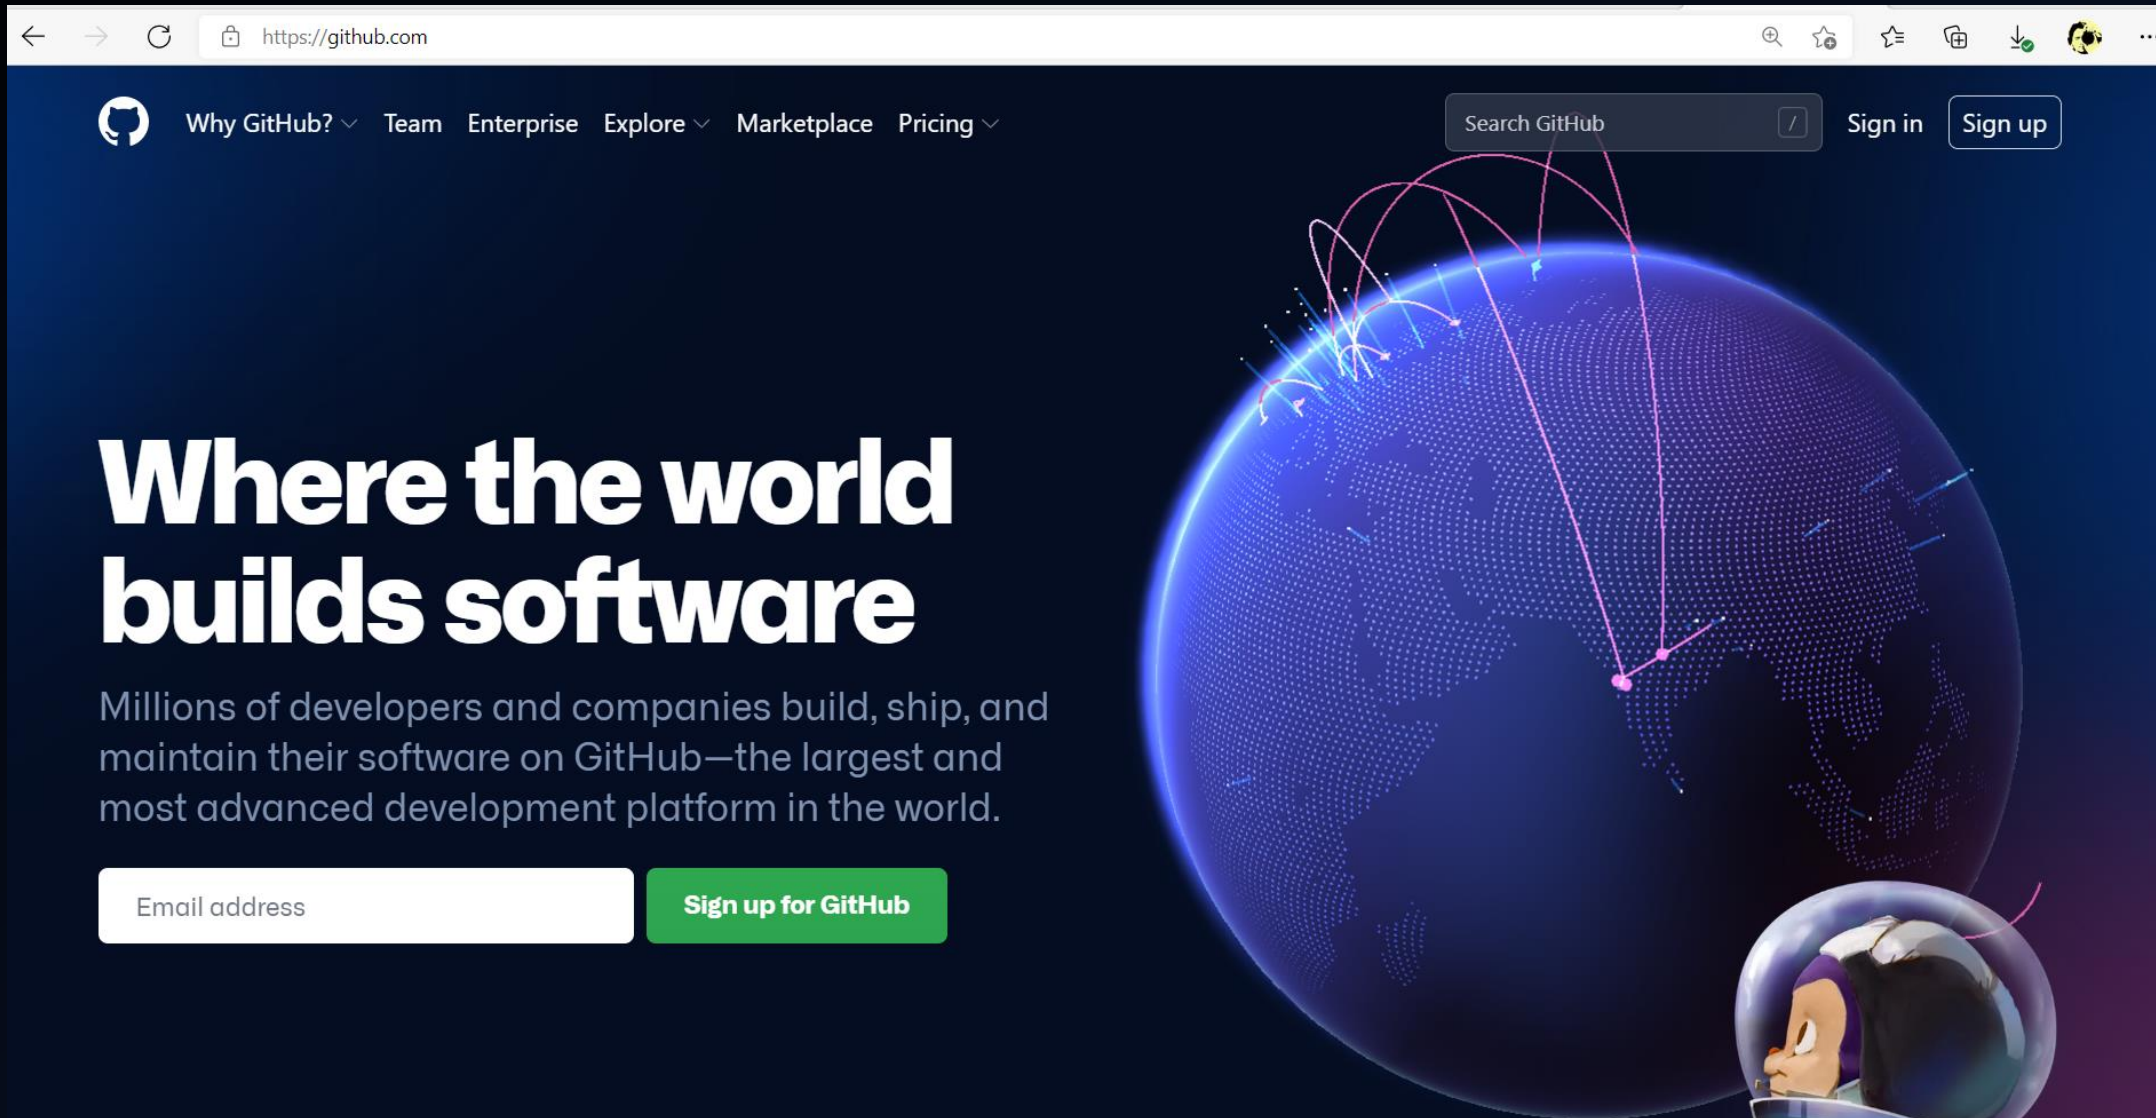 https://github.com
Why GitHub? Team Enterprise Explore Marketplace Pricing Search GitHub / Sign in Sign up
Where the world
builds software
Millions of developers and companies build, ship, and
maintain their software on GitHub—the largest and
most advanced development platform in the world.
Email address Sign up for GitHub